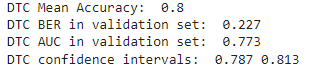 DTC Mean Accuracy:  0.8
DTC BER in validation set:  0.227
DTC AUC in validation set:  0.773
DTC confidence intervals:  0.787 0.813